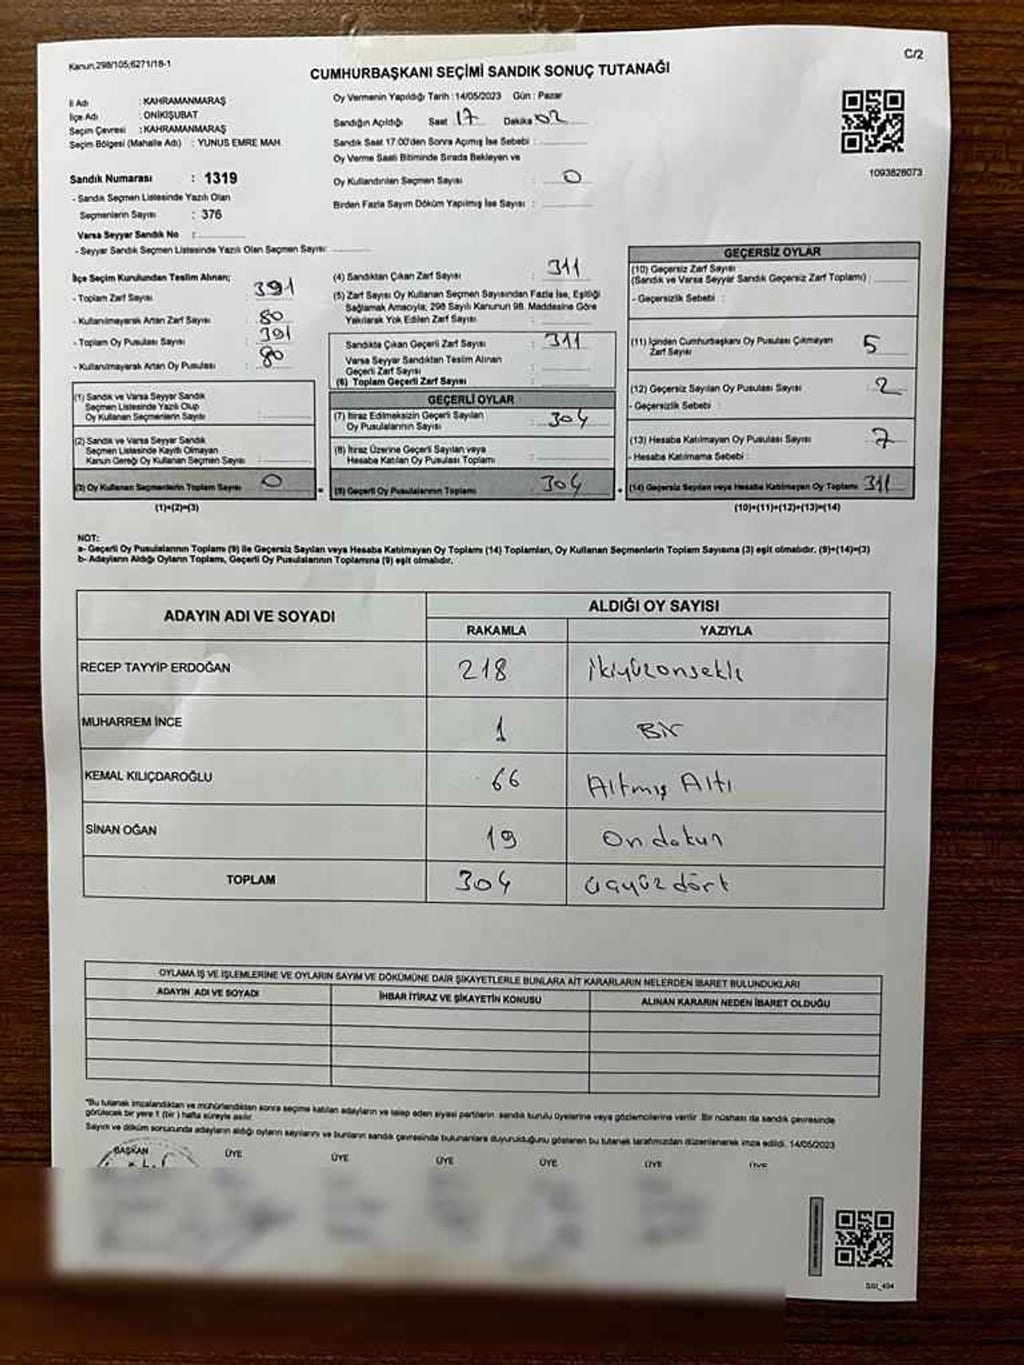 Kanun,298/105;6271/18-1
C/2
CUMHURBAŞKANI SEÇİMİ SANDIK SONUÇ TUTANAĞI
İl Adı : KAHRAMANMARAŞ
İlçe Adı : ONİKİŞUBAT
Seçim Çevresi : KAHRAMANMARAŞ
Seçim Bölgesi (Mahalle Adı) : YUNUS EMRE MAH.
Sandık Numarası : 1319
- Sandık Seçmen Listesinde Yazılı Olan
Seçmenlerin Sayısı : 376
Varsa Seyyar Sandık No :
- Seyyar Sandık Seçmen Listesinde Yazılı Olan Seçmen Sayısı:
Oy Vermenin Yapıldığı Tarih : 14/05/2023 Gün : Pazar
Sandığın Açıldığı Saat 17 Dakika 02
Sandık Saat 17:00'den Sonra Açılmış İse Sebebi :
Oy Verme Saati Bitiminde Sırada Bekleyen ve
Oy Kullandırılan Seçmen Sayısı : 0
Birden Fazla Sayım Döküm Yapılmış İse Sayısı :
1093826073
İlçe Seçim Kurulundan Teslim Alınan;
- Toplam Zarf Sayısı : 391
- Kullanılmayarak Artan Zarf Sayısı : 80
- Toplam Oy Pusulası Sayısı : 391
- Kullanılmayarak Artan Oy Pusulası : 80
(1) Sandık ve Varsa Seyyar Sandık
Seçmen Listesinde Yazılı Olup
Oy Kullanan Seçmenlerin Sayısı :
(2) Sandık ve Varsa Seyyar Sandık
Seçmen Listesinde Kayıtlı Olmayan
Kanun Gereği Oy Kullanan Seçmen Sayısı :
(3) Oy Kullanan Seçmenlerin Toplam Sayısı : 0
(1)+(2)=(3)
(4) Sandıktan Çıkan Zarf Sayısı : 311
(5) Zarf Sayısı Oy Kullanan Seçmen Sayısından Fazla İse, Eşitliği
Sağlamak Amacıyla; 298 Sayılı Kanunun 98. Maddesine Göre
Yakılarak Yok Edilen Zarf Sayısı :
Sandıkta Çıkan Geçerli Zarf Sayısı : 311
Varsa Seyyar Sandıktan Teslim Alınan
Geçerli Zarf Sayısı :
(6) Toplam Geçerli Zarf Sayısı :
GEÇERLİ OYLAR
(7) İtiraz Edilmeksizin Geçerli Sayılan
Oy Pusulalarının Sayısı : 304
(8) İtiraz Üzerine Geçerli Sayılan veya
Hesaba Katılan Oy Pusulası Toplamı :
(9) Geçerli Oy Pusulalarının Toplamı : 304
GEÇERSİZ OYLAR
(10) Geçersiz Zarf Sayısı
(Sandık ve Varsa Seyyar Sandık Geçersiz Zarf Toplamı) :
- Geçersizlik Sebebi :
(11) İçinden Cumhurbaşkanı Oy Pusulası Çıkmayan
Zarf Sayısı : 5
(12) Geçersiz Sayılan Oy Pusulası Sayısı : 2
- Geçersizlik Sebebi :
(13) Hesaba Katılmayan Oy Pusulası Sayısı : 7
- Hesaba Katılmama Sebebi :
(14) Geçersiz Sayılan veya Hesaba Katılmayan Oy Toplamı : 311
(10)+(11)+(12)+(13)=(14)
NOT:
a- Geçerli Oy Pusulalarının Toplamı (9) ile Geçersiz Sayılan veya Hesaba Katılmayan Oy Toplamı (14) Toplamları, Oy Kullanan Seçmenlerin Toplam Sayısına (3) eşit olmalıdır. (9)+(14)=(3)
b- Adayların Aldığı Oyların Toplamı, Geçerli Oy Pusulalarının Toplamına (9) eşit olmalıdır.
ADAYIN ADI VE SOYADI
ALDIĞI OY SAYISI
RAKAMLA YAZIYLA
RECEP TAYYİP ERDOĞAN 218 ikiyüzonsekiz
MUHARREM İNCE 1 Bir
KEMAL KILIÇDAROĞLU 66 Altmış Altı
SİNAN OĞAN 19 On dokuz
TOPLAM 304 üçyüz dört
OYLAMA İŞ VE İŞLEMLERİNE VE OYLARIN SAYIM VE DÖKÜMÜNE DAİR ŞİKAYETLERLE BUNLARA AİT KARARLARIN NELERDEN İBARET BULUNDUKLARI
ADAYIN ADI VE SOYADI İHBAR İTİRAZ VE ŞİKAYETİN KONUSU ALINAN KARARIN NEDEN İBARET OLDUĞU
*Bu tutanak imzalandıktan ve mühürlendikten sonra seçime katılan adayların ve talep eden siyasi partilerin sandık kurulu üyelerine veya gözlemcilerine verilir. Bir nüshası da sandık çevresinde
görülecek bir yere 1 (bir) hafta süreyle asılır.
Sayım ve döküm sonucunda adayların aldığı oyların sayılarını ve bunların sandık çevresinde bulunanlara duyurulduğunu gösteren bu tutanak tarafımızdan düzenlenerek imza edildi. 14/05/2023
BAŞKAN ÜYE ÜYE ÜYE ÜYE ÜYE ÜYE